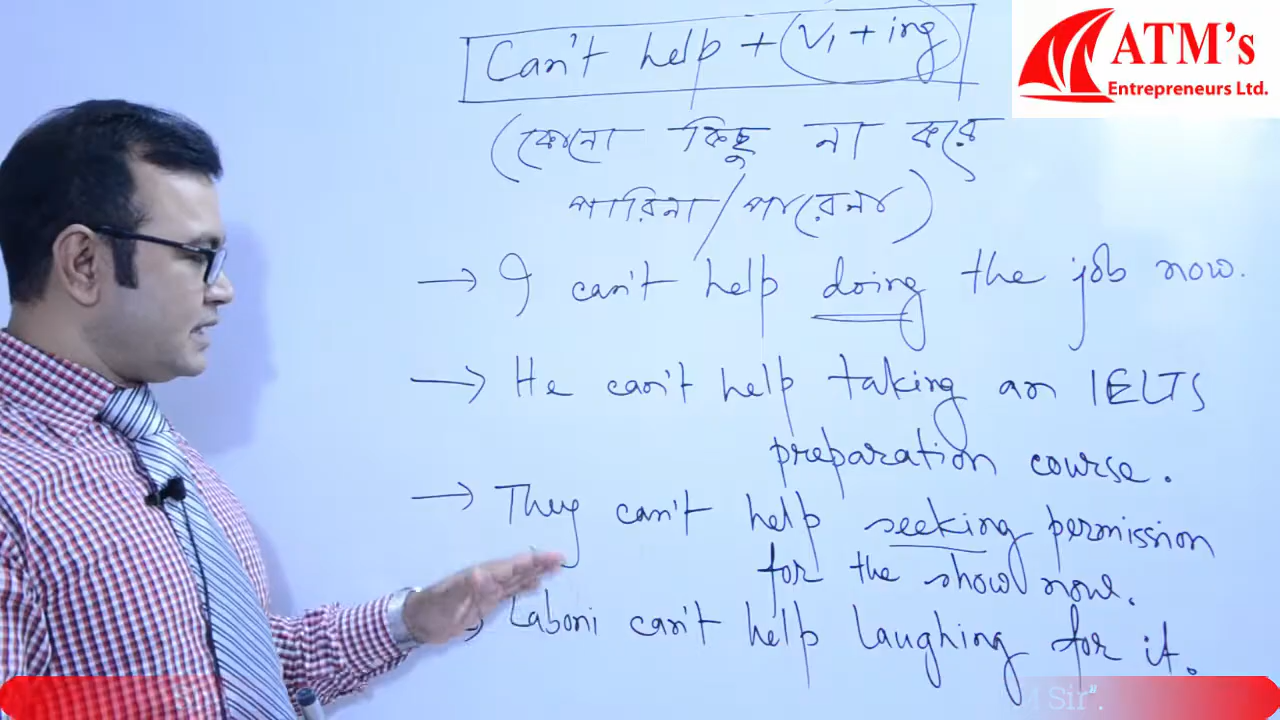 Can't help + (V1 + ing)
(কোনো কিছু না করে
পারিনা/পারেনা)
→ I can't help doing the job now.
→ He can't help taking an IELTS
preparation course.
→ They can't help seeking permission
for the show now.
→ Laboni can't help laughing for it.
ATM's
Entrepreneurs Ltd.
Sir".